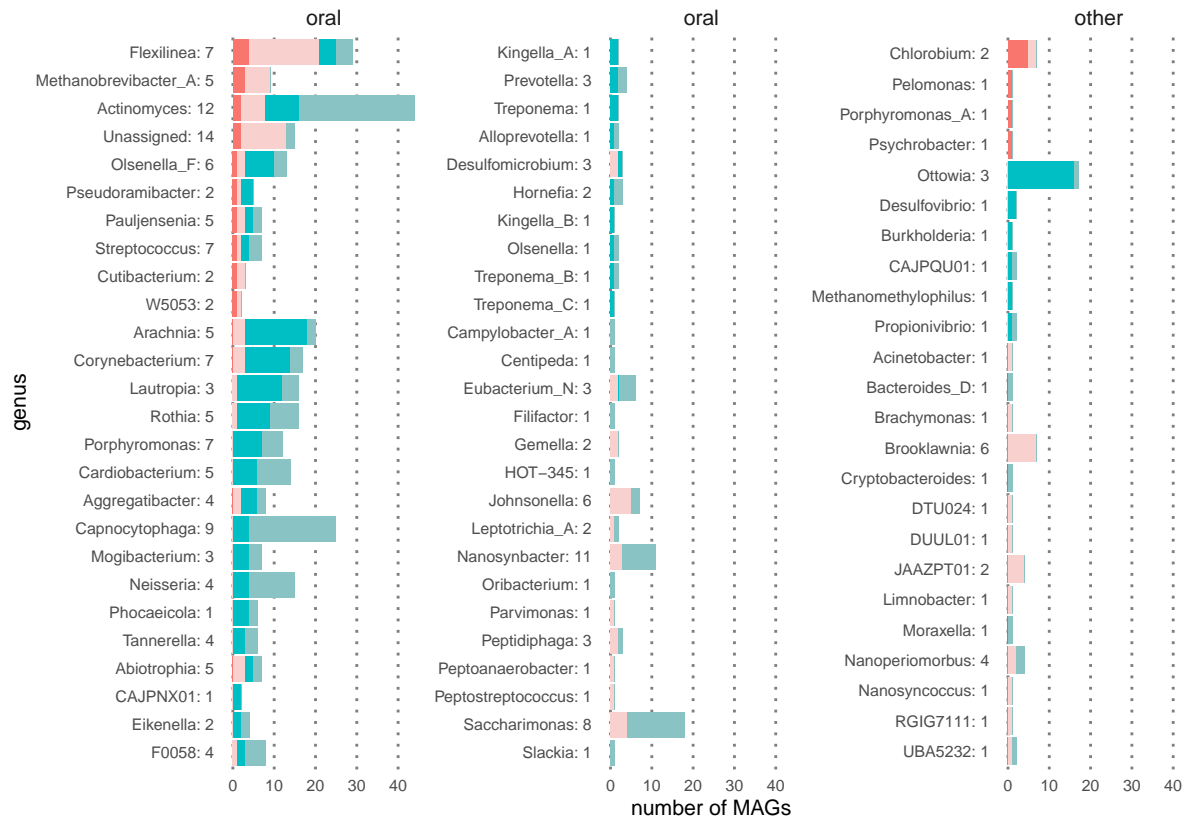 oral
oral
other
genus
Flexilinea: 7
Methanobrevibacter_A: 5
Actinomyces: 12
Unassigned: 14
Olsenella_F: 6
Pseudoramibacter: 2
Pauljensenia: 5
Streptococcus: 7
Cutibacterium: 2
W5053: 2
Arachnia: 5
Corynebacterium: 7
Lautropia: 3
Rothia: 5
Porphyromonas: 7
Cardiobacterium: 5
Aggregatibacter: 4
Capnocytophaga: 9
Mogibacterium: 3
Neisseria: 4
Phocaeicola: 1
Tannerella: 4
Abiotrophia: 5
CAJPNX01: 1
Eikenella: 2
F0058: 4
0 10 20 30 40
Kingella_A: 1
Prevotella: 3
Treponema: 1
Alloprevotella: 1
Desulfomicrobium: 3
Hornefia: 2
Kingella_B: 1
Olsenella: 1
Treponema_B: 1
Treponema_C: 1
Campylobacter_A: 1
Centipeda: 1
Eubacterium_N: 3
Filifactor: 1
Gemella: 2
HOT−345: 1
Johnsonella: 6
Leptotrichia_A: 2
Nanosynbacter: 11
Oribacterium: 1
Parvimonas: 1
Peptidiphaga: 3
Peptoanaerobacter: 1
Peptostreptococcus: 1
Saccharimonas: 8
Slackia: 1
0 10 20 30 40
Chlorobium: 2
Pelomonas: 1
Porphyromonas_A: 1
Psychrobacter: 1
Ottowia: 3
Desulfovibrio: 1
Burkholderia: 1
CAJPQU01: 1
Methanomethylophilus: 1
Propionivibrio: 1
Acinetobacter: 1
Bacteroides_D: 1
Brachymonas: 1
Brooklawnia: 6
Cryptobacteroides: 1
DTU024: 1
DUUL01: 1
JAAZPT01: 2
Limnobacter: 1
Moraxella: 1
Nanoperiomorbus: 4
Nanosyncoccus: 1
RGIG7111: 1
UBA5232: 1
0 10 20 30 40
number of MAGs